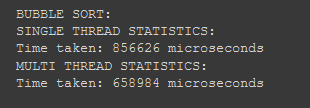 BUBBLE SORT:
SINGLE THREAD STATISTICS:
Time taken: 856626 microseconds
MULTI THREAD STATISTICS:
Time taken: 658984 microseconds